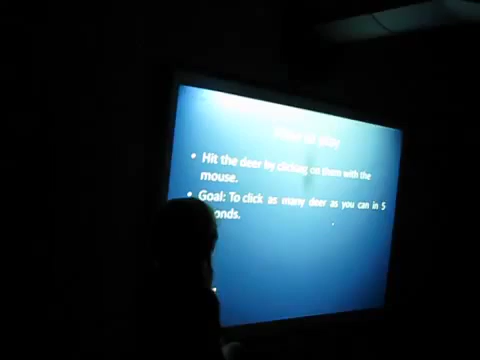 How to play
• Hit the deer by clicking on them with the
mouse.
• Goal: To click as many deer as you can in 5
onds.